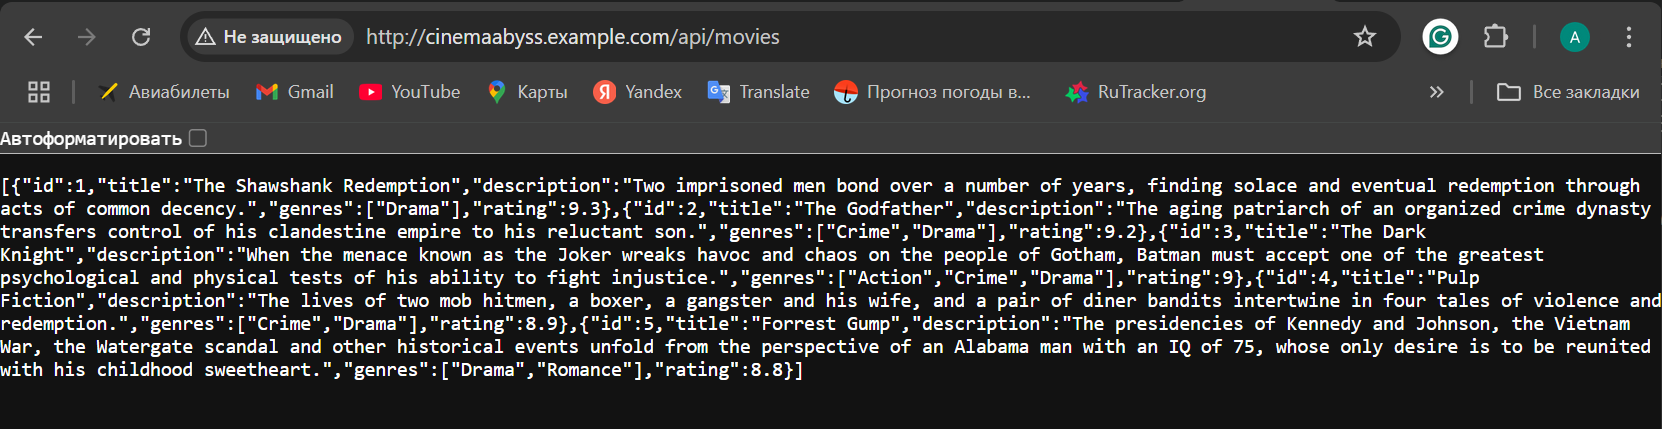 Не защищено http://cinemaabyss.example.com/api/movies A
Авиабилеты Gmail YouTube Карты Yandex Translate Прогноз погоды в... RuTracker.org » Все закладки
Автоформатировать
[{"id":1,"title":"The Shawshank Redemption","description":"Two imprisoned men bond over a number of years, finding solace and eventual redemption through
acts of common decency.","genres":["Drama"],"rating":9.3},{"id":2,"title":"The Godfather","description":"The aging patriarch of an organized crime dynasty
transfers control of his clandestine empire to his reluctant son.","genres":["Crime","Drama"],"rating":9.2},{"id":3,"title":"The Dark
Knight","description":"When the menace known as the Joker wreaks havoc and chaos on the people of Gotham, Batman must accept one of the greatest
psychological and physical tests of his ability to fight injustice.","genres":["Action","Crime","Drama"],"rating":9},{"id":4,"title":"Pulp
Fiction","description":"The lives of two mob hitmen, a boxer, a gangster and his wife, and a pair of diner bandits intertwine in four tales of violence and
redemption.","genres":["Crime","Drama"],"rating":8.9},{"id":5,"title":"Forrest Gump","description":"The presidencies of Kennedy and Johnson, the Vietnam
War, the Watergate scandal and other historical events unfold from the perspective of an Alabama man with an IQ of 75, whose only desire is to be reunited
with his childhood sweetheart.","genres":["Drama","Romance"],"rating":8.8}]